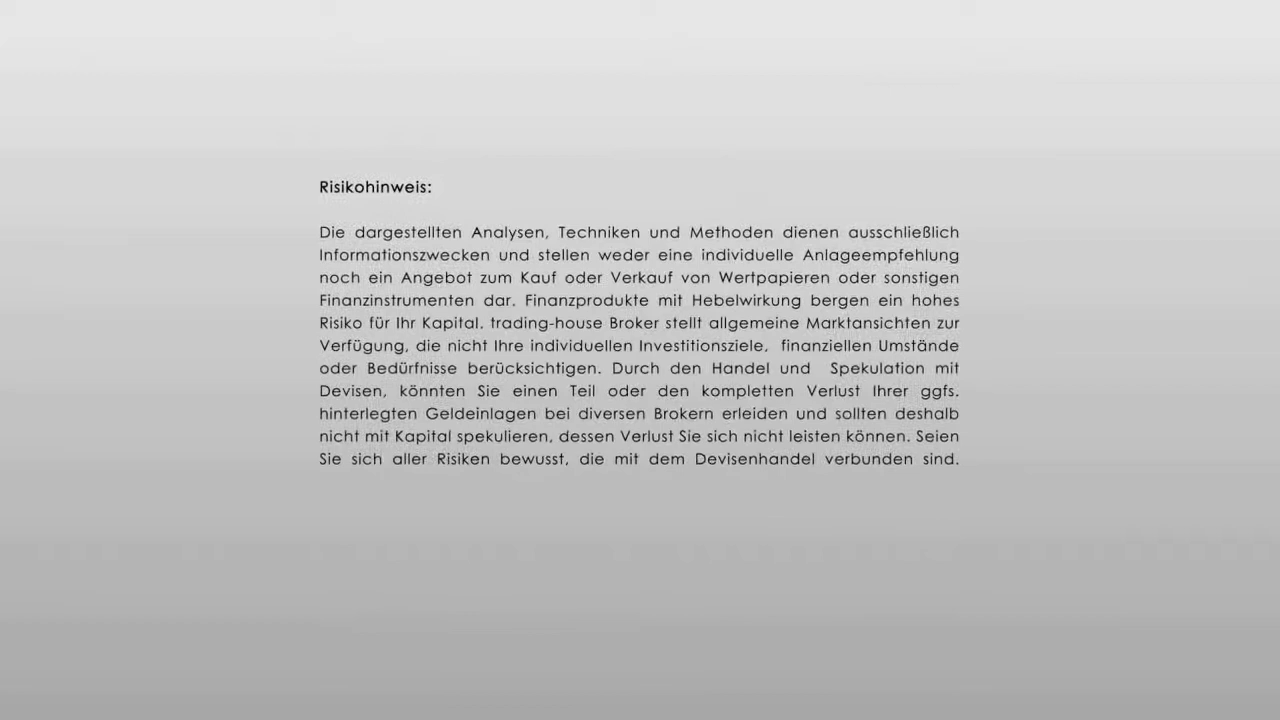 Risikohinweis:
Die dargestellten Analysen, Techniken und Methoden dienen ausschließlich
Informationszwecken und stellen weder eine individuelle Anlageempfehlung
noch ein Angebot zum Kauf oder Verkauf von Wertpapieren oder sonstigen
Finanzinstrumenten dar. Finanzprodukte mit Hebelwirkung bergen ein hohes
Risiko für Ihr Kapital. trading-house Broker stellt allgemeine Marktansichten zur
Verfügung, die nicht Ihre individuellen Investitionsziele, finanziellen Umstände
oder Bedürfnisse berücksichtigen. Durch den Handel und Spekulation mit
Devisen, könnten Sie einen Teil oder den kompletten Verlust Ihrer ggfs.
hinterlegten Geldeinlagen bei diversen Brokern erleiden und sollten deshalb
nicht mit Kapital spekulieren, dessen Verlust Sie sich nicht leisten können. Seien
Sie sich aller Risiken bewusst, die mit dem Devisenhandel verbunden sind.